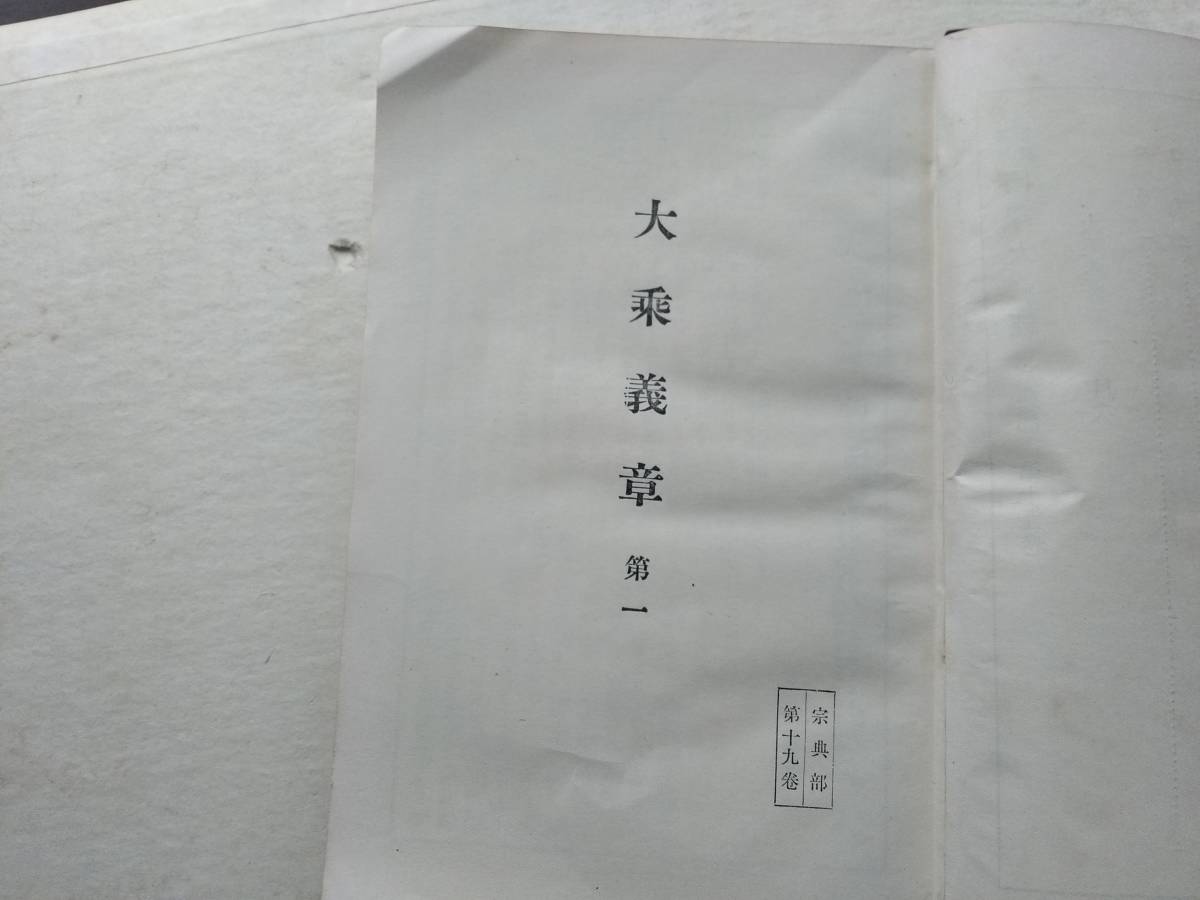 大乘義章 第一
宗典部
第十九卷